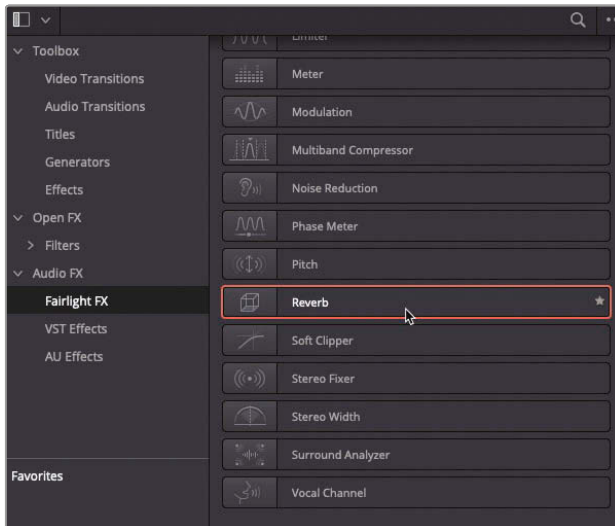 Toolbox
Video Transitions
Audio Transitions
Titles
Generators
Effects
Open FX
Filters
Audio FX
Fairlight FX
VST Effects
AU Effects
Favorites
Limiter
Meter
Modulation
Multiband Compressor
Noise Reduction
Phase Meter
Pitch
Reverb
Soft Clipper
Stereo Fixer
Stereo Width
Surround Analyzer
Vocal Channel